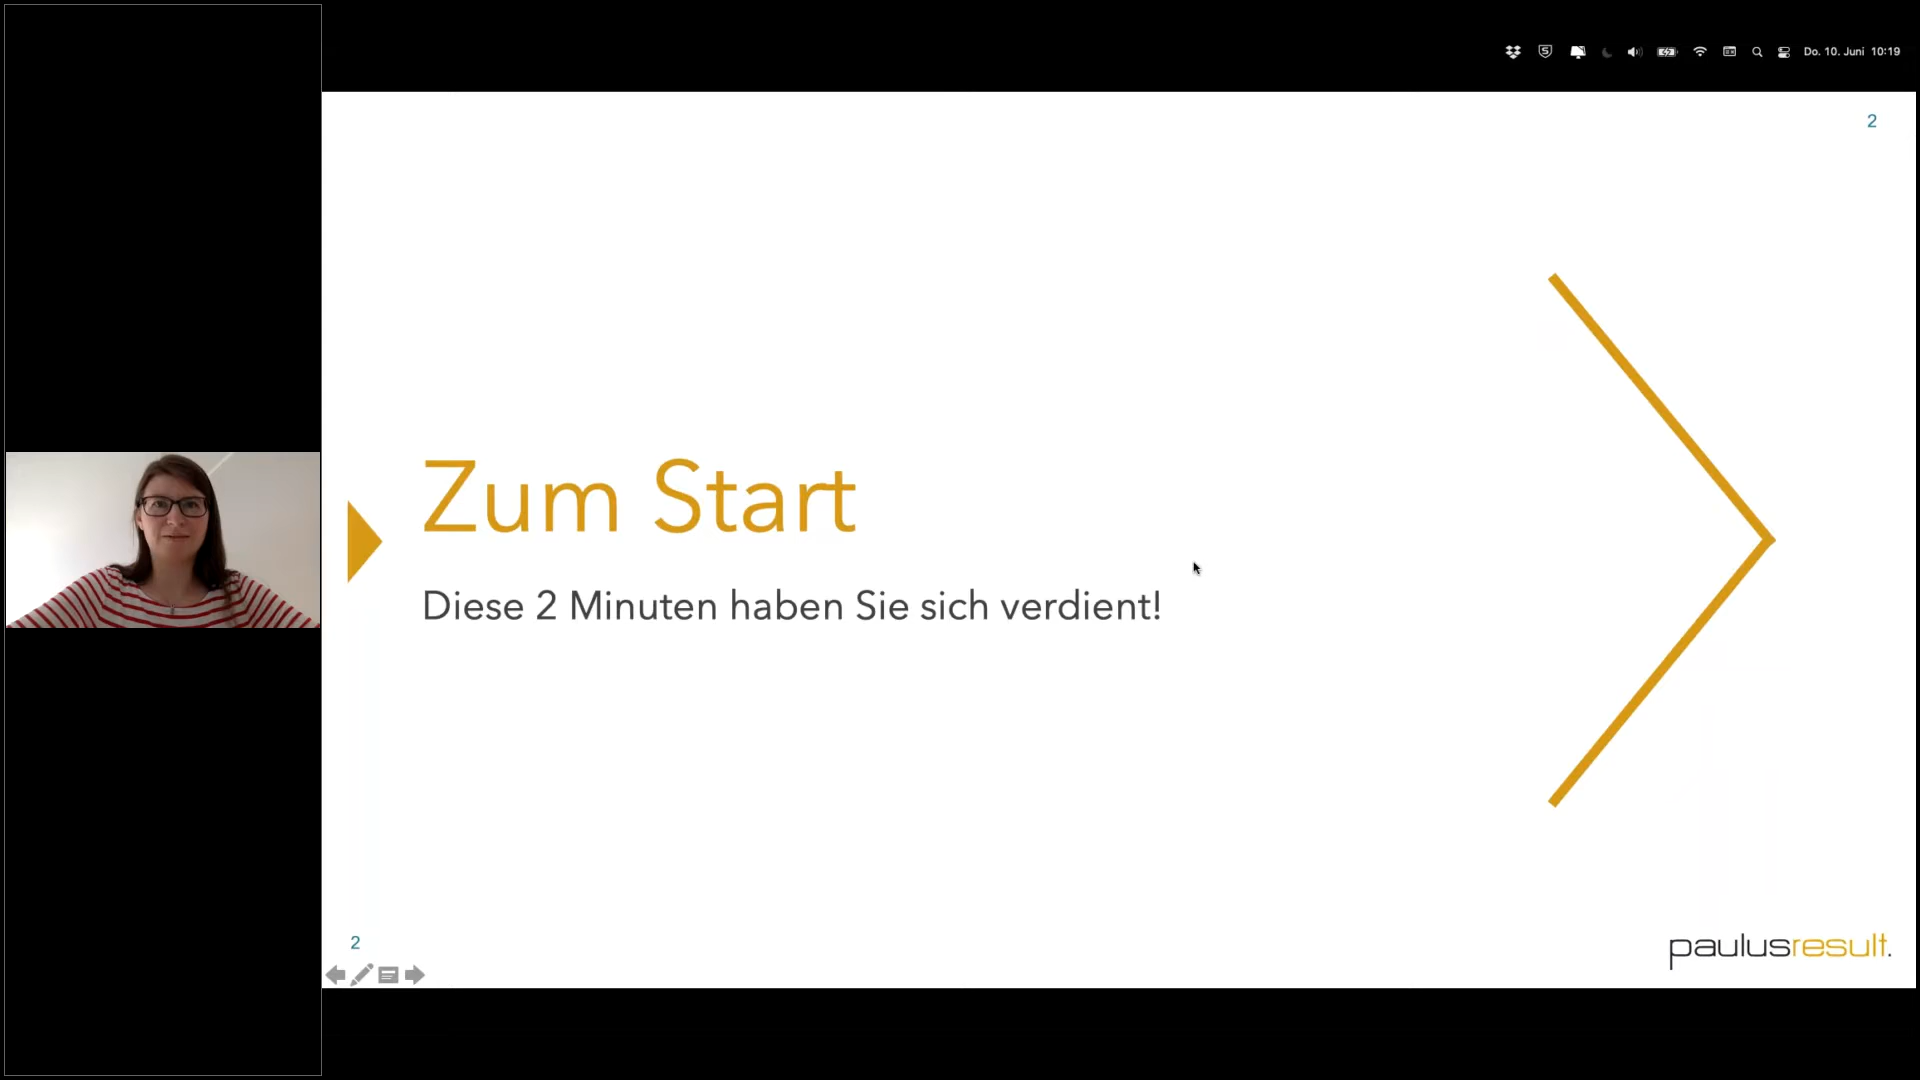 Do. 10. Juni 10:19
2
Zum Start
Diese 2 Minuten haben Sie sich verdient!
2
paulusresult.